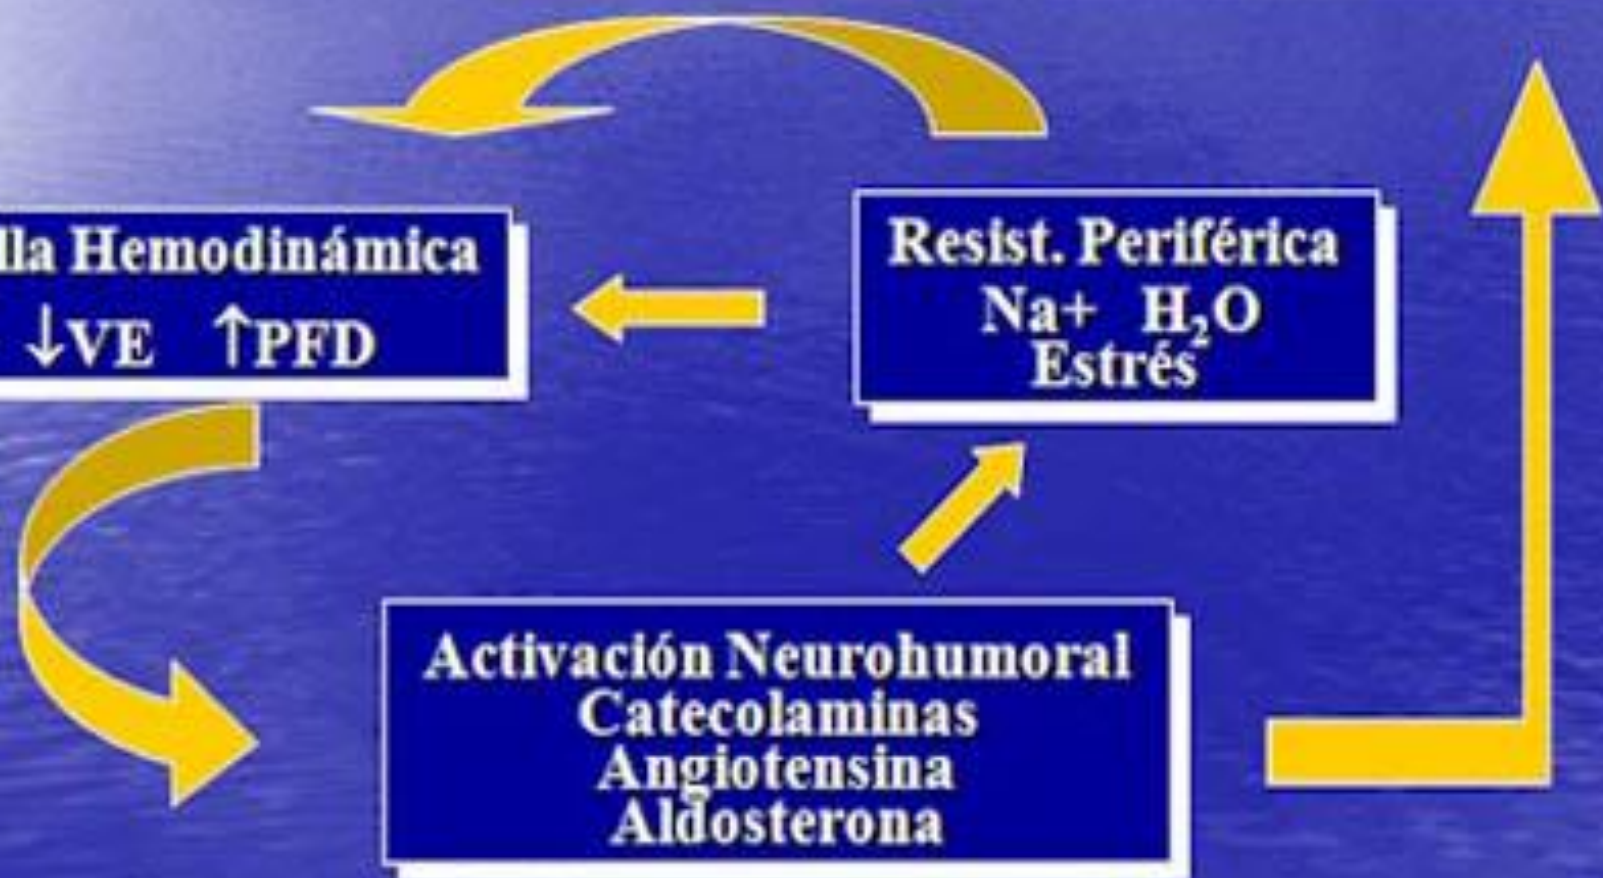 lla Hemodinámica
↓VE ↑PFD
Resist. Periférica
Na+ H₂O
Estrés
Activación Neurohumoral
Catecolaminas
Angiotensina
Aldosterona